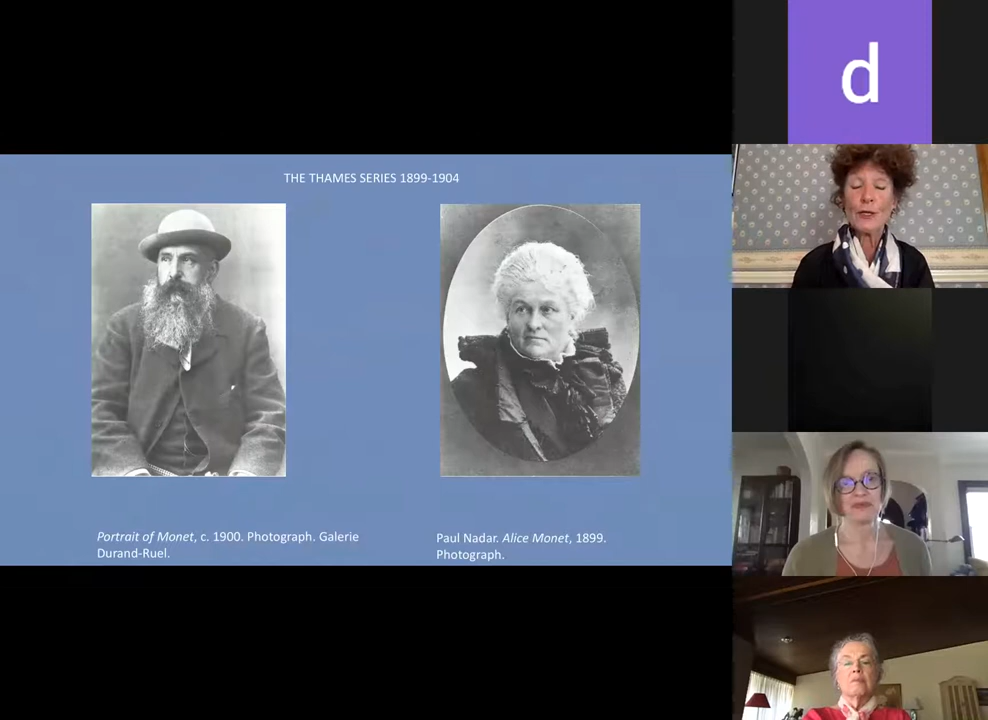 THE THAMES SERIES 1899-1904
Portrait of Monet, c. 1900. Photograph. Galerie
Durand-Ruel.
Paul Nadar. Alice Monet, 1899.
Photograph.
d